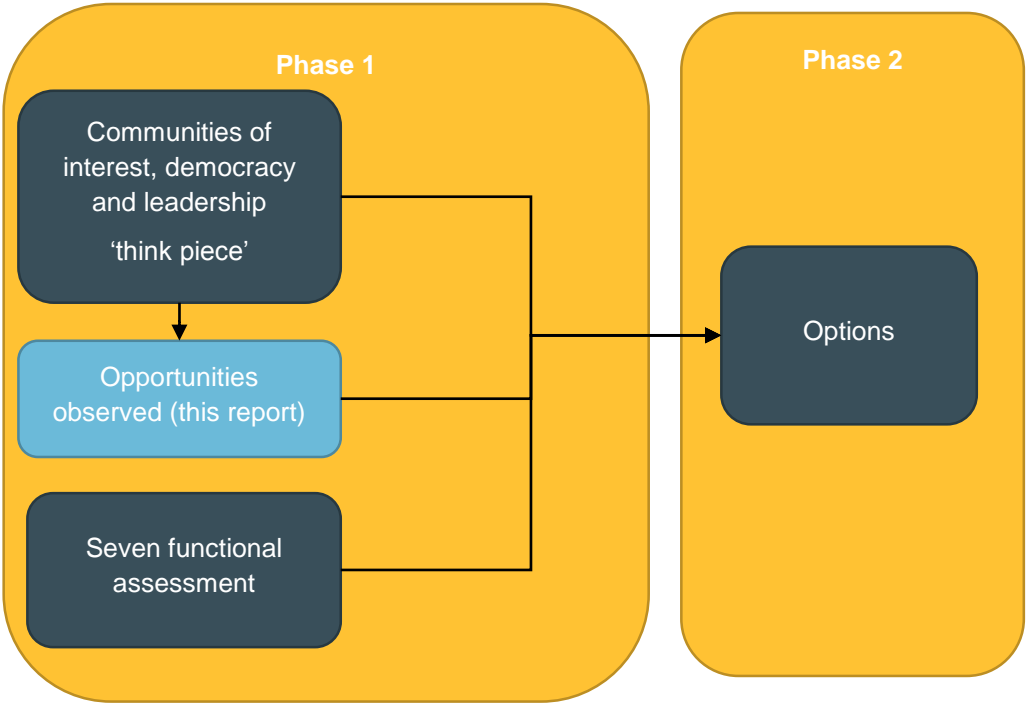 Phase 1
Communities of
interest, democracy
and leadership
‘think piece’
Opportunities
observed (this report)
Seven functional
assessment
Phase 2
Options